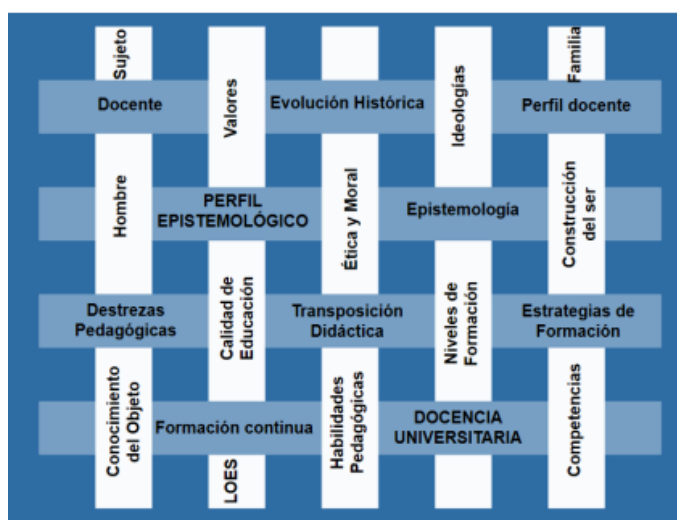 Sujeto
Familia
Docente
Valores
Evolución Histórica
Ideologías
Perfil docente
Hombre
PERFIL
EPISTEMOLÓGICO
Ética y Moral
Epistemología
Construcción
del ser
Destrezas
Pedagógicas
Calidad de
Educación
Transposición
Didáctica
Niveles de
Formación
Estrategias de
Formación
Conocimiento
del Objeto
Formación continua
LOES
Habilidades
Pedagógicas
DOCENCIA
UNIVERSITARIA
Competencias